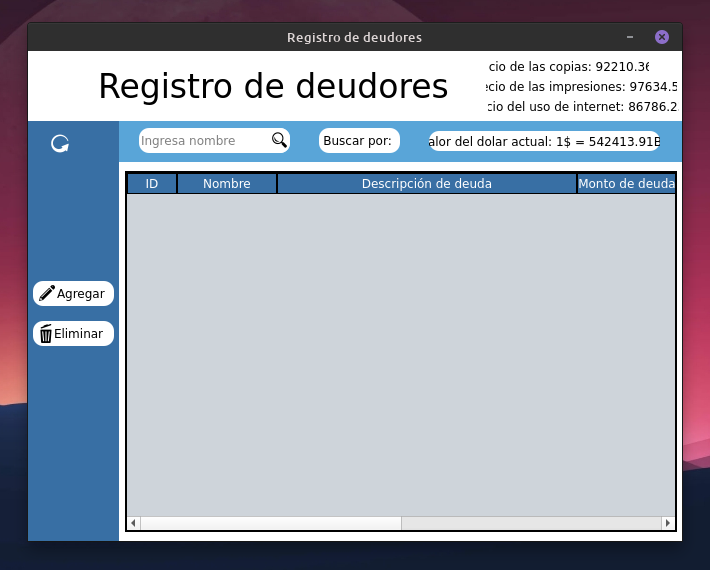 Registro de deudores
Registro de deudores
cio de las copias: 92210.36
cio de las impresiones: 97634.5
cio del uso de internet: 86786.2
Ingresa nombre
Buscar por:
alor del dolar actual: 1$ = 542413.91B
ID Nombre Descripción de deuda Monto de deuda
Agregar
Eliminar